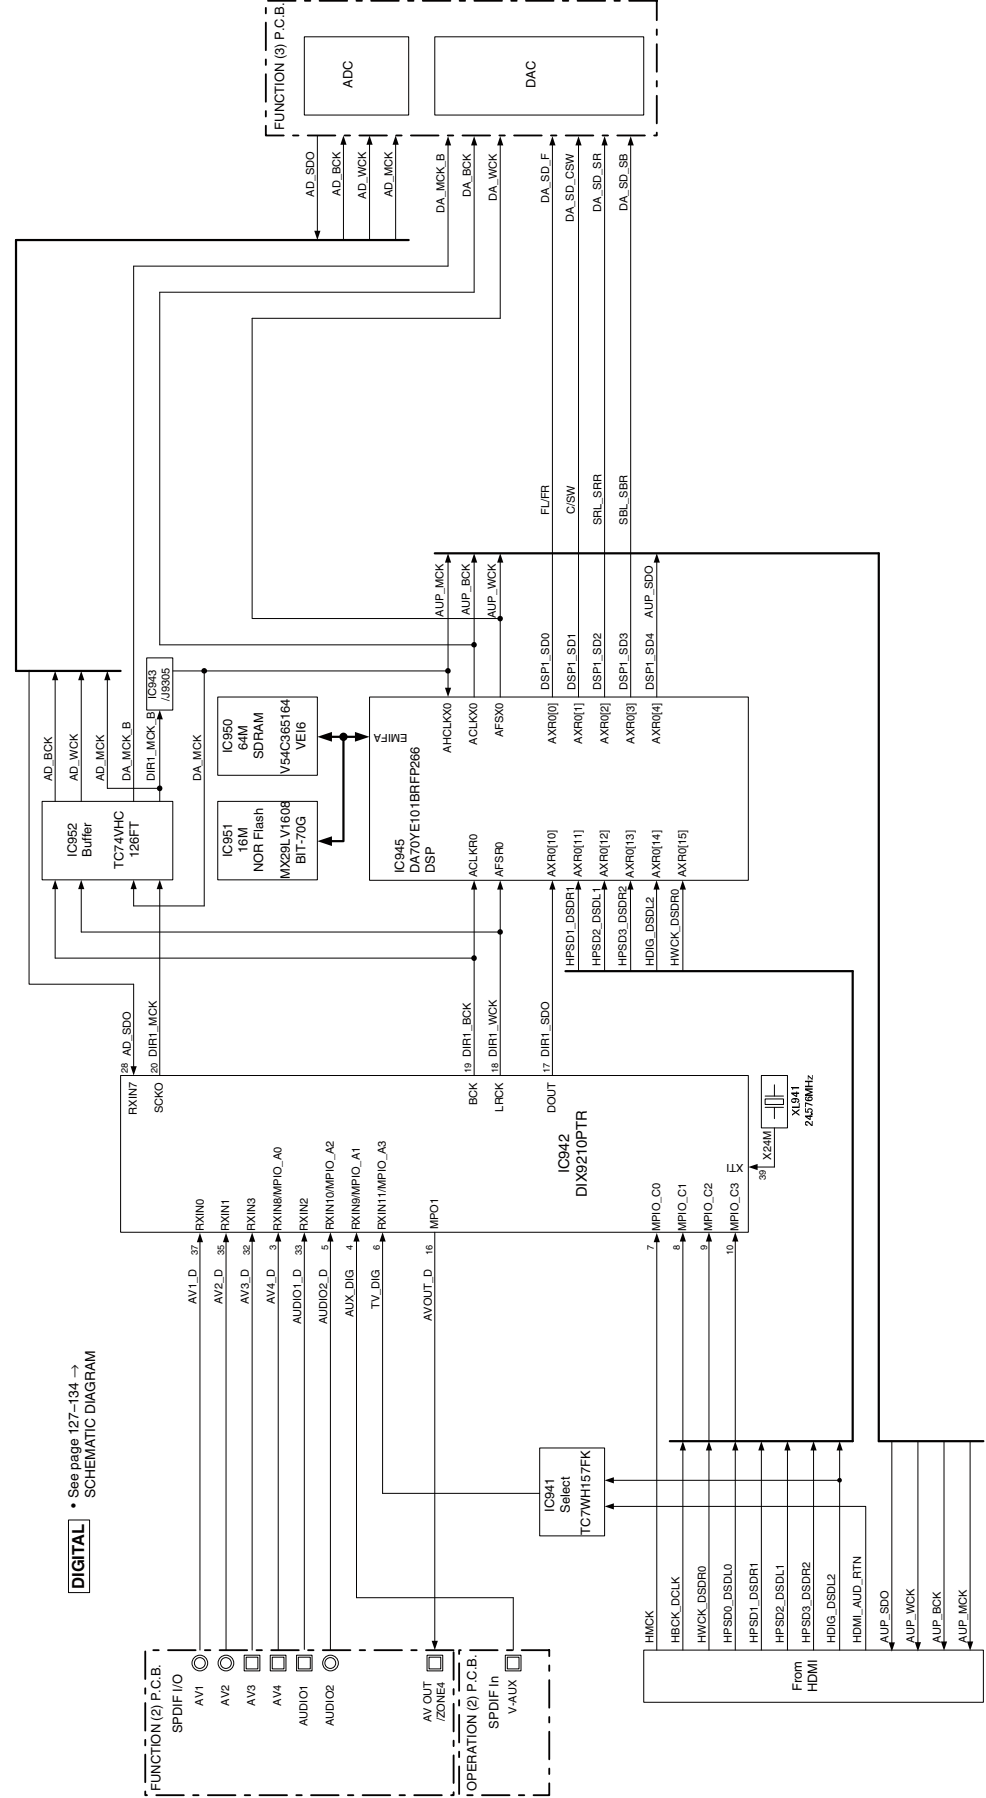 DIGITAL
• See page 127–134 →
SCHEMATIC DIAGRAM
FUNCTION (2) P.C.B.
SPDIF I/O
AV1
AV2
AV3
AV4
AUDIO1
AUDIO2
AV OUT
/ZONE4
OPERATION (2) P.C.B.
SPDIF In
V-AUX
From
HDMI
HMCK
HBCK_DCLK
HWCK_DSDR0
HPSD0_DSDL0
HPSD1_DSDR1
HPSD2_DSDL1
HPSD3_DSDR2
HDIG_DSDL2
HDMI_AUD_RTN
AUP_SDO
AUP_WCK
AUP_BCK
AUP_MCK
IC941
Select
TC7WH157FK
AV1_D
37
AV2_D
35
AV3_D
32
AV4_D
3
AUDIO1_D
33
AUDIO2_D
5
AUX_DIG
4
TV_DIG
6
AVOUT_D
16
7
8
9
10
RXIN0
RXIN1
RXIN3
RXIN8/MPIO_A0
RXIN2
RXIN10/MPIO_A2
RXIN9/MPIO_A1
RXIN11/MPIO_A3
MPO1
MPIO_C0
MPIO_C1
MPIO_C2
MPIO_C3
IC942
DIX9210PTR
XTI
39
X24M
XL941
24.576MHz
RXIN7
SCKO
BCK
LRCK
DOUT
28
AD_SDO
20
DIR1_MCK
19
DIR1_BCK
18
DIR1_WCK
17
DIR1_SDO
HPSD1_DSDR1
HPSD2_DSDL1
HPSD3_DSDR2
HDIG_DSDL2
HWCK_DSDR0
IC952
Buffer
TC74VHC
126FT
AD_BCK
AD_WCK
AD_MCK
DA_MCK_B
DIR1_MCK_B
IC943
/J9305
DA_MCK
IC951
16M
NOR Flash
MX29LV160B
BIT-70G
IC950
64M
SDRAM
V54C365164
VEI6
IC945
DA70YE101BRFP266
DSP
EMIFA
ACLKR0
AFSR0
AXR0[10]
AXR0[11]
AXR0[12]
AXR0[13]
AXR0[14]
AXR0[15]
AHCLKX0
ACLKX0
AFSX0
AXR0[0]
AXR0[1]
AXR0[2]
AXR0[3]
AXR0[4]
DSP1_SD0
DSP1_SD1
DSP1_SD2
DSP1_SD3
DSP1_SD4
AUP_MCK
AUP_BCK
AUP_WCK
AUP_SDO
FL/FR
C/SW
SRL_SRR
SBL_SBR
AD_SDO
AD_BCK
AD_WCK
AD_MCK
DA_MCK_B
DA_BCK
DA_WCK
DA_SD_F
DA_SD_CSW
DA_SD_SR
DA_SD_SB
FUNCTION (3) P.C.B.
ADC
DAC